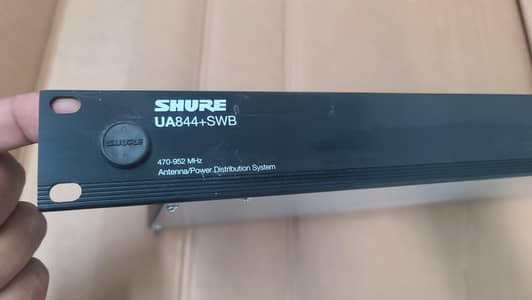 SHURE
UA844+SWB
SHURE
470-952 MHz
Antenna/Power Distribution System